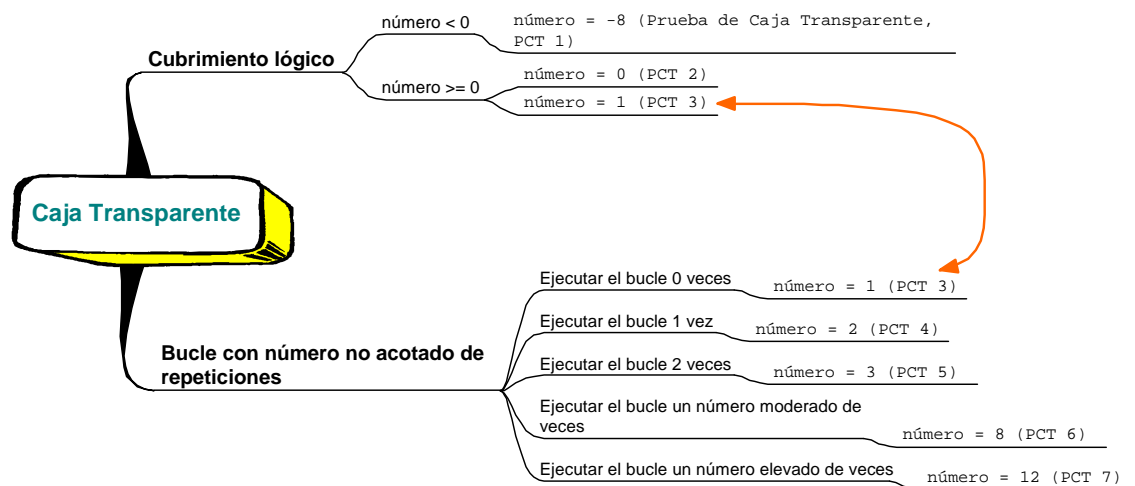 número < 0
número = -8 (Prueba de Caja Transparente,
PCT 1)
Cubrimiento lógico
número >= 0
número = 0 (PCT 2)
número = 1 (PCT 3)
Caja Transparente
Ejecutar el bucle 0 veces
número = 1 (PCT 3)
Ejecutar el bucle 1 vez
número = 2 (PCT 4)
Bucle con número no acotado de
repeticiones
Ejecutar el bucle 2 veces
número = 3 (PCT 5)
Ejecutar el bucle un número moderado de
veces
número = 8 (PCT 6)
Ejecutar el bucle un número elevado de veces
número = 12 (PCT 7)